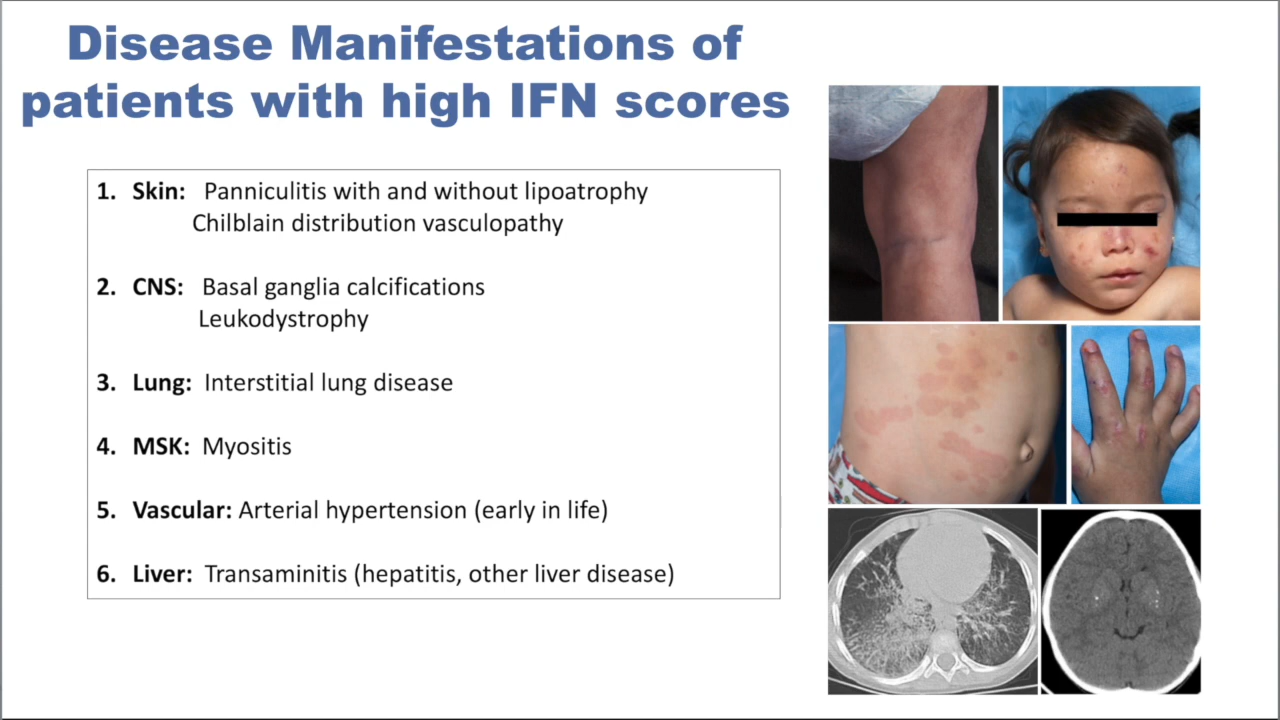 Disease Manifestations of
patients with high IFN scores
1. Skin: Panniculitis with and without lipoatrophy
Chilblain distribution vasculopathy
2. CNS: Basal ganglia calcifications
Leukodystrophy
3. Lung: Interstitial lung disease
4. MSK: Myositis
5. Vascular: Arterial hypertension (early in life)
6. Liver: Transaminitis (hepatitis, other liver disease)